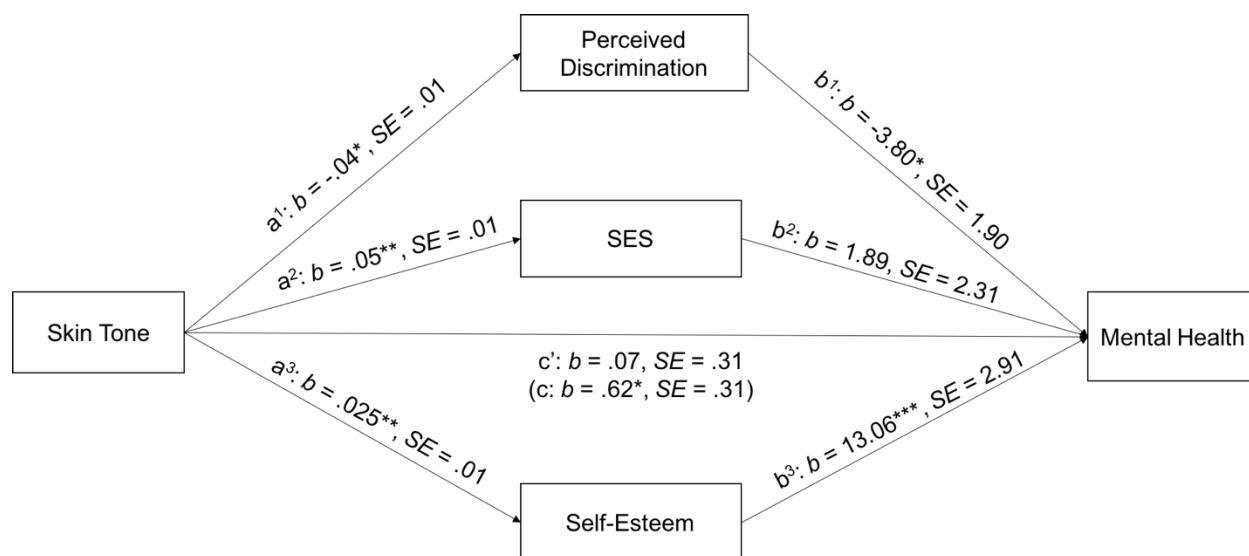 Perceived
Discrimination
a¹: b = -.04*, SE = .01
b¹: b = -3.80*, SE = 1.90
SES
a²: b = .05**, SE = .01
b²: b = 1.89, SE = 2.31
Skin Tone
Mental Health
c’: b = .07, SE = .31
(c: b = .62*, SE = .31)
a³: b = .025**, SE = .01
b³: b = 13.06***, SE = 2.91
Self-Esteem